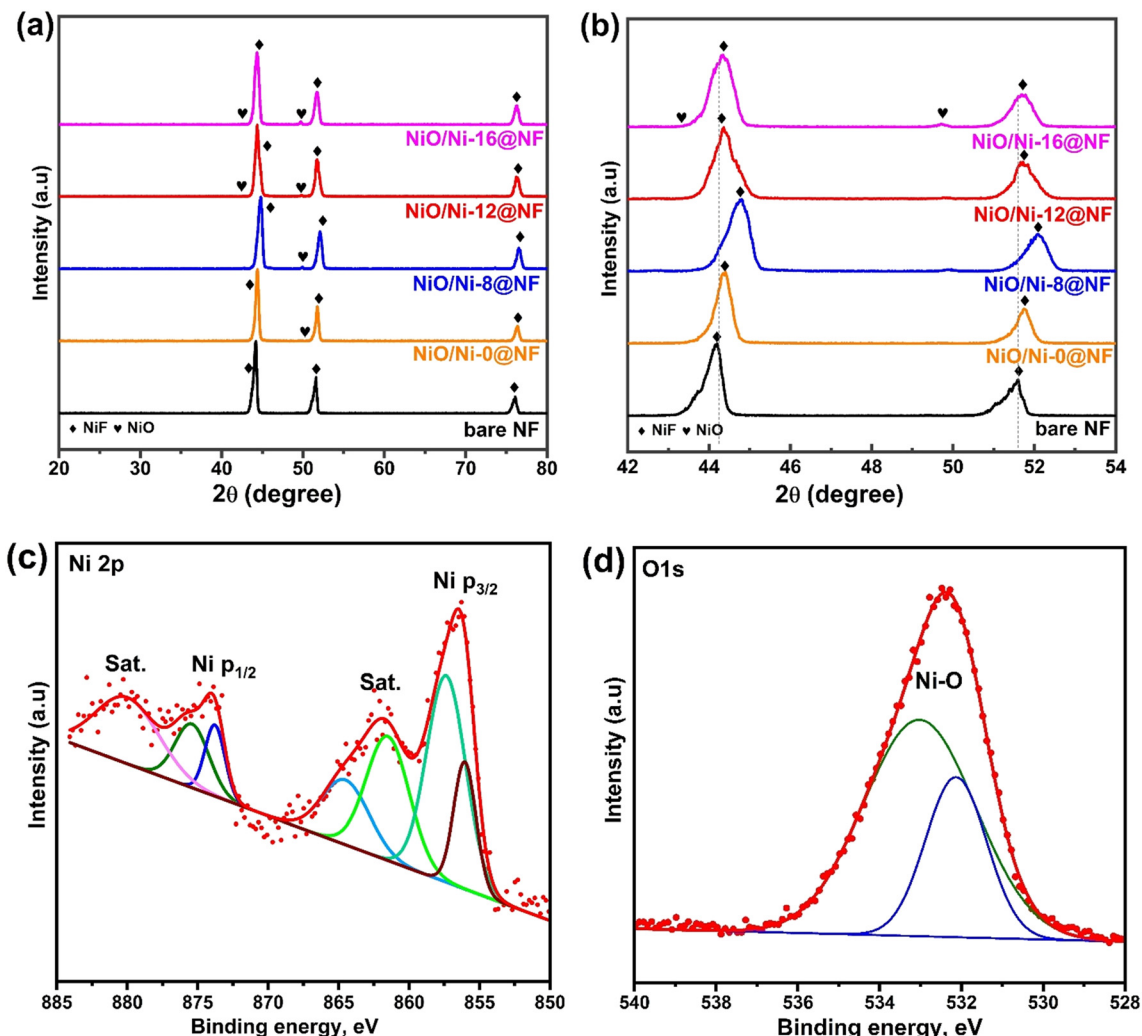 (a)
♦
♥
♥
♦
♦
NiO/Ni-16@NF
♥
♦
♥
♦
♦
NiO/Ni-12@NF
♦
♥
♦
♦
NiO/Ni-8@NF
♦
♥
♦
♦
NiO/Ni-0@NF
♦
♦
♦
♦ NiF ♥ NiO
bare NF
Intensity (a.u)
20 30 40 50 60 70 80
2θ (degree)
(b)
♦
♥
♥
♦
NiO/Ni-16@NF
♦
♦
NiO/Ni-12@NF
♦
♦
NiO/Ni-8@NF
♦
♦
NiO/Ni-0@NF
♦
♦
♦ NiF ♥ NiO
bare NF
Intensity (a.u)
42 44 46 48 50 52 54
2θ (degree)
(c)
Ni 2p
Ni p3/2
Sat.
Ni p1/2
Sat.
Intensity (a.u)
885 880 875 870 865 860 855 850
Binding energy, eV
(d)
O1s
Ni-O
Intensity (a.u)
540 538 536 534 532 530 528
Binding energy, eV